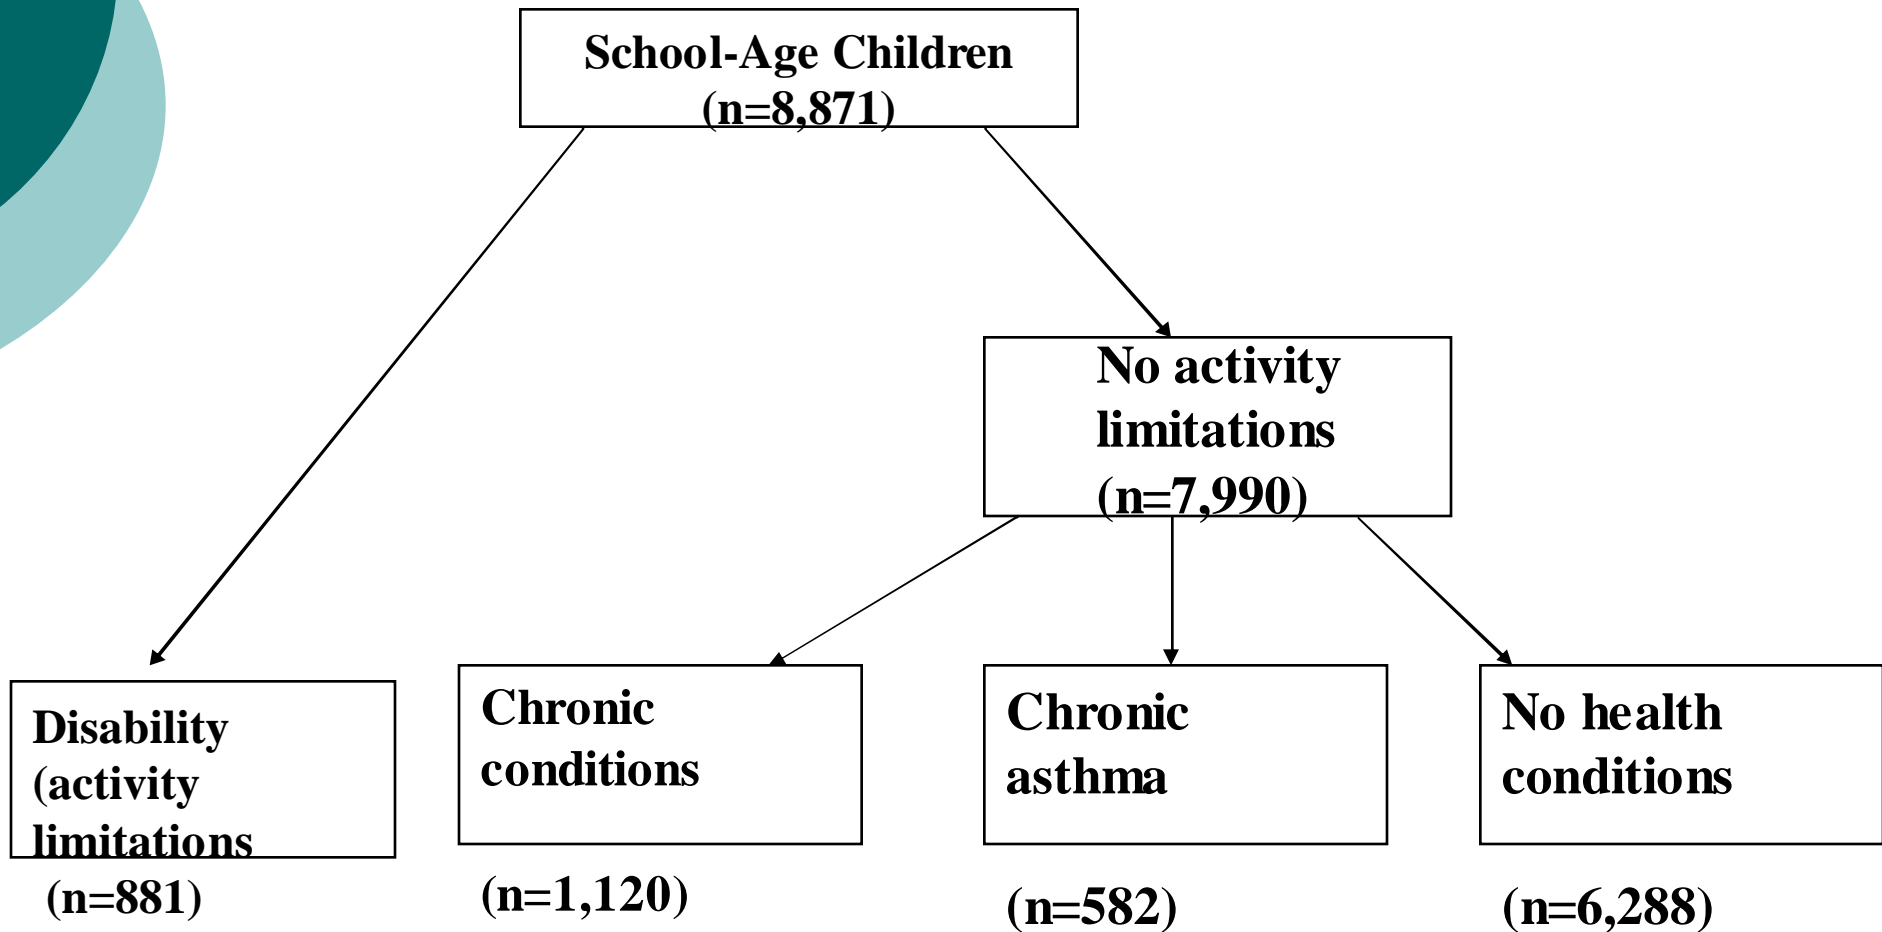 School-Age Children
(n=8,871)
No activity
limitations
(n=7,990)
Disability
(activity
limitations
(n=881)
Chronic
conditions
(n=1,120)
Chronic
asthma
(n=582)
No health
conditions
(n=6,288)